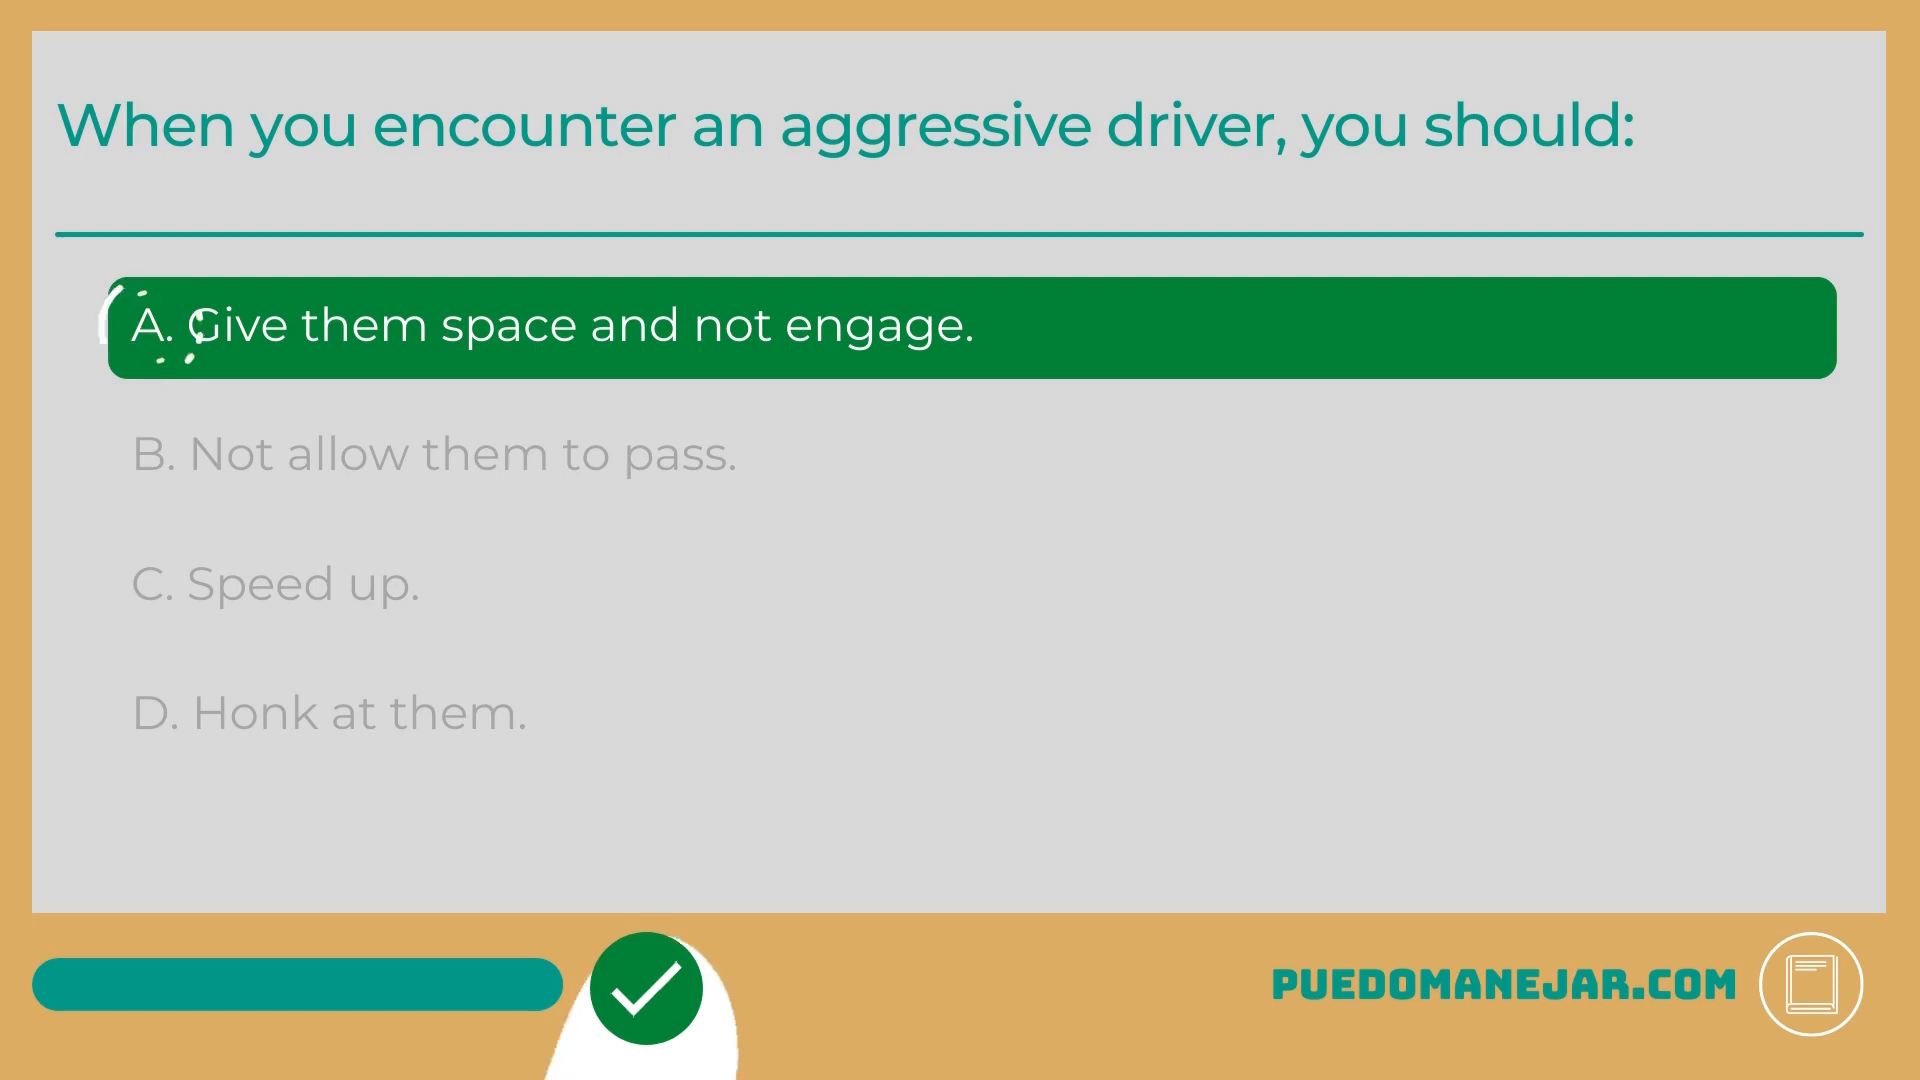 When you encounter an aggressive driver, you should:
A. Give them space and not engage.
B. Not allow them to pass.
C. Speed up.
D. Honk at them.
PUEDOMANEJAR.COM